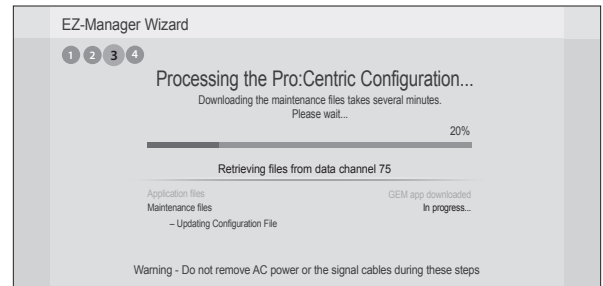 EZ-Manager Wizard
1 2 3 4
Processing the Pro:Centric Configuration...
Downloading the maintenance files takes several minutes.
Please wait...
20%
Retrieving files from data channel 75
Application files GEM app downloaded
Maintenance files In progress...
– Updating Configuration File
Warning - Do not remove AC power or the signal cables during these steps